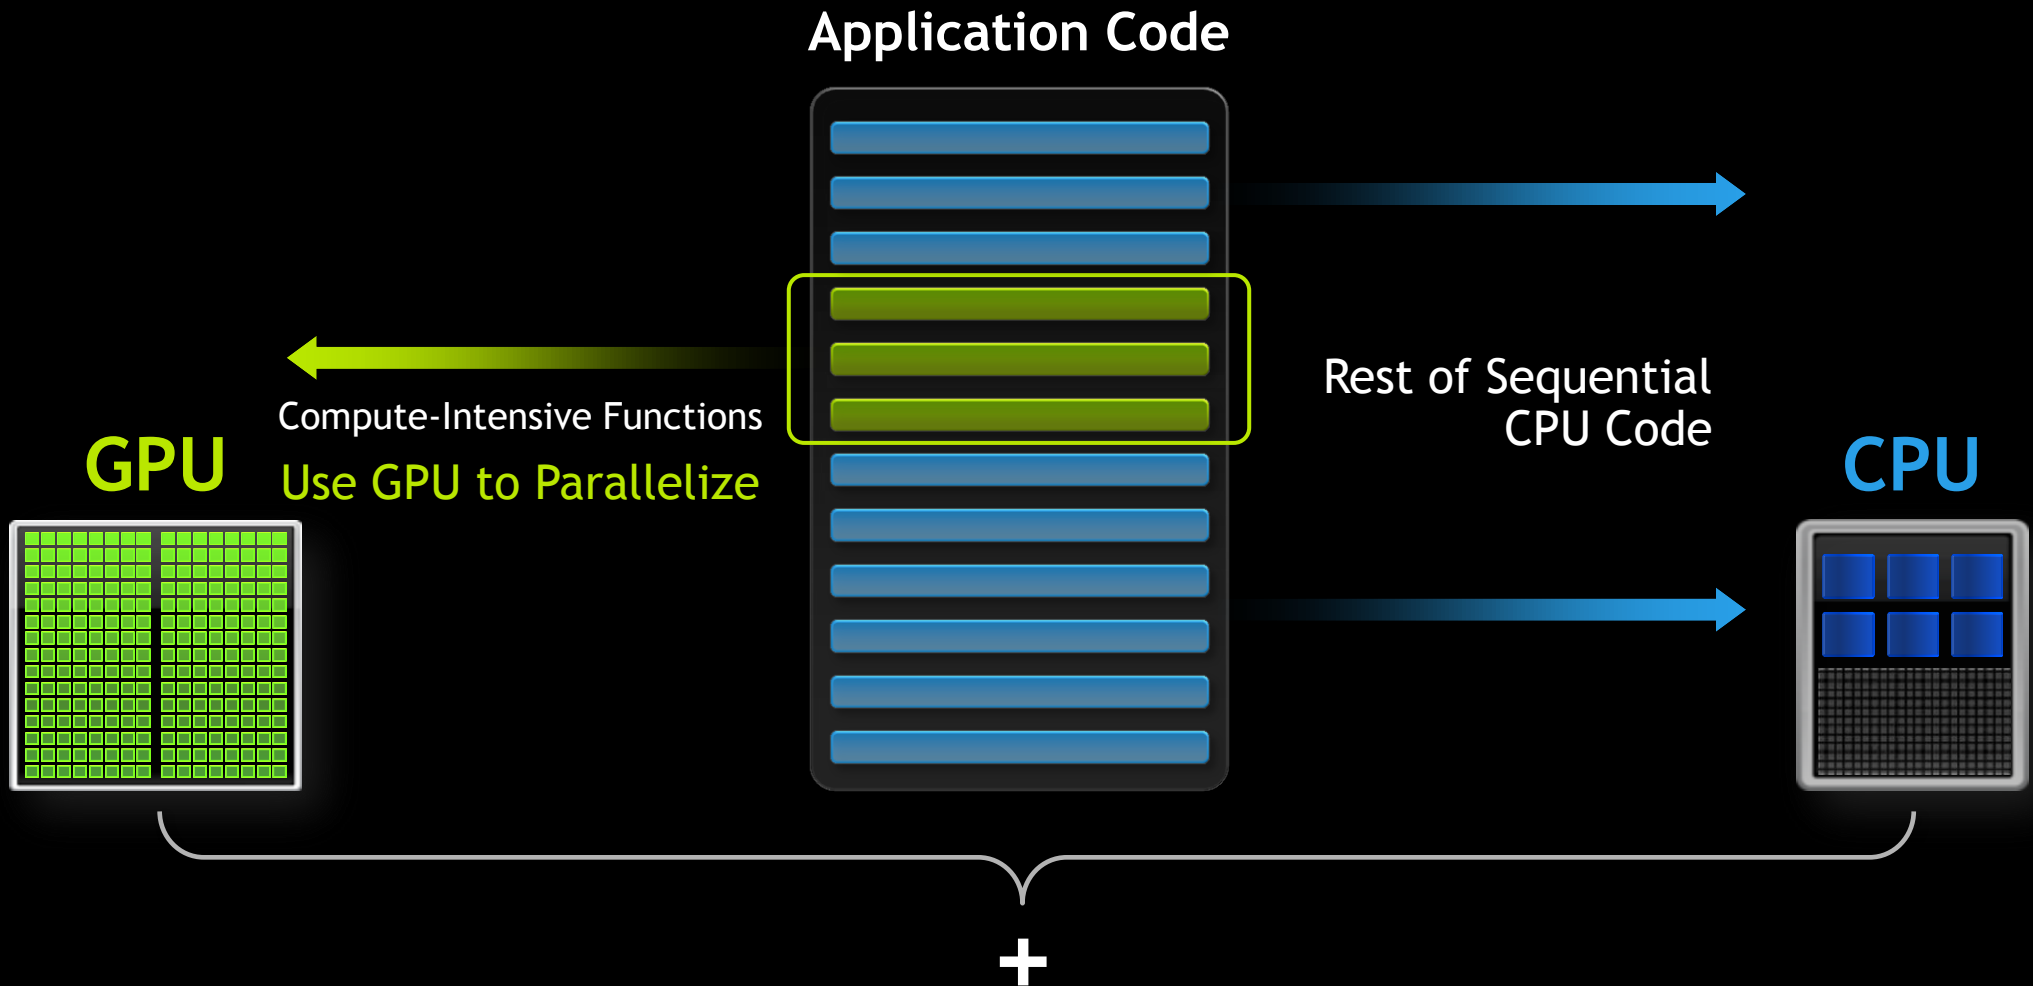 Application Code
Compute-Intensive Functions
Use GPU to Parallelize
GPU
Rest of Sequential
CPU Code
CPU
+